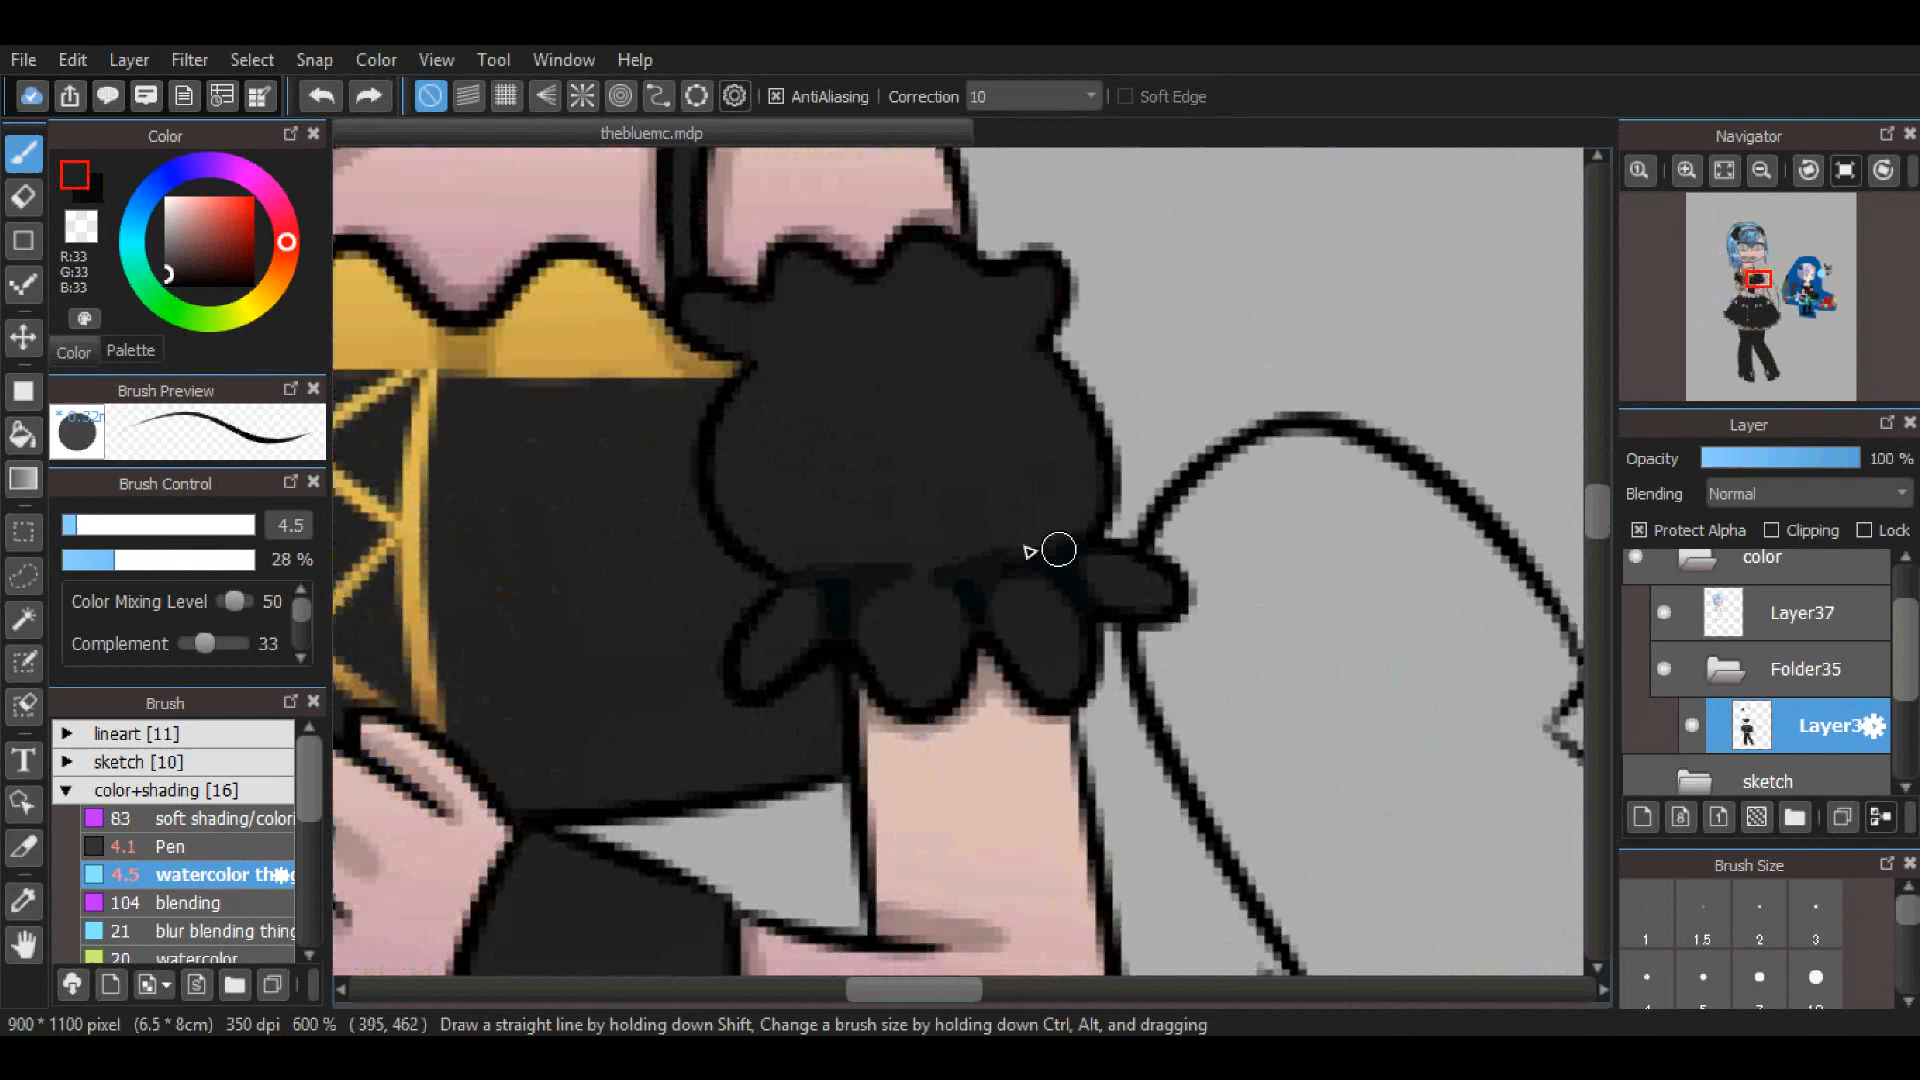 File Edit Layer Filter Select Snap Color View Tool Window Help
AntiAliasing Correction 10 Soft Edge
thebluemc.mdp
Color
R:33
G:33
B:33
Color Palette
Brush Preview
Brush Control
4.5
28 %
Color Mixing Level 50
Complement 33
Brush
lineart [11]
sketch [10]
color+shading [16]
83 soft shading/colori
4.1 Pen
4.5 watercolor thing
104 blending
21 blur blending thing
20 watercolor
Navigator
Layer
Opacity 100 %
Blending Normal
Protect Alpha Clipping Lock
color
Layer37
Folder35
Layer3
sketch
Brush Size
1 1.5 2 3
900 * 1100 pixel (6.5 * 8cm) 350 dpi 600 % ( 395, 462 ) Draw a straight line by holding down Shift, Change a brush size by holding down Ctrl, Alt, and dragging